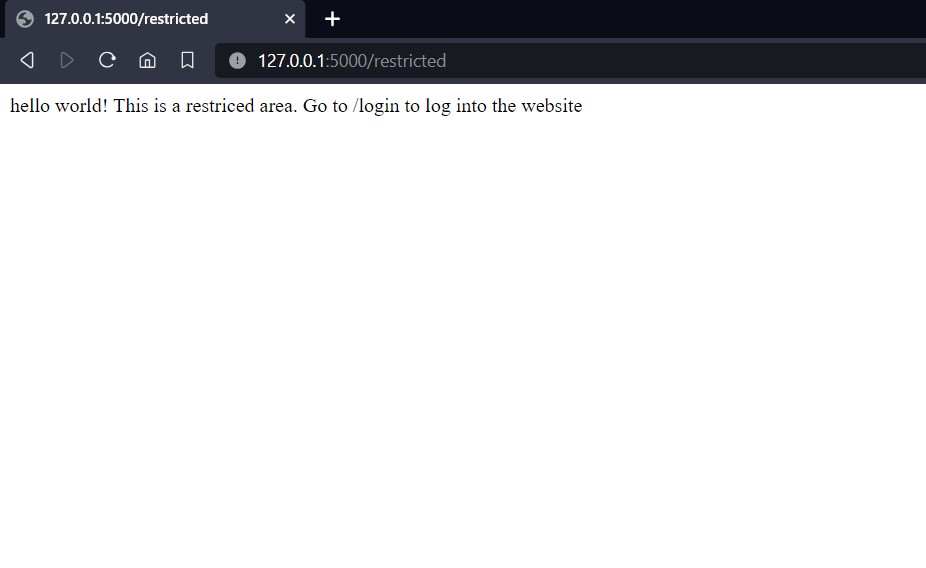 127.0.0.1:5000/restricted
127.0.0.1:5000/restricted
hello world! This is a restriced area. Go to /login to log into the website